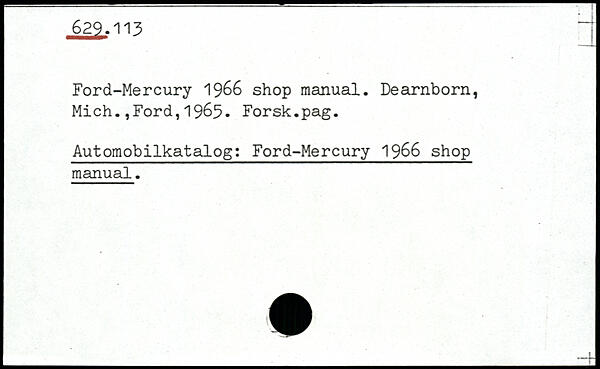 629.113
Ford-Mercury 1966 shop manual. Dearnborn,
Mich.,Ford,1965. Forsk.pag.
Automobilkatalog: Ford-Mercury 1966 shop
manual.